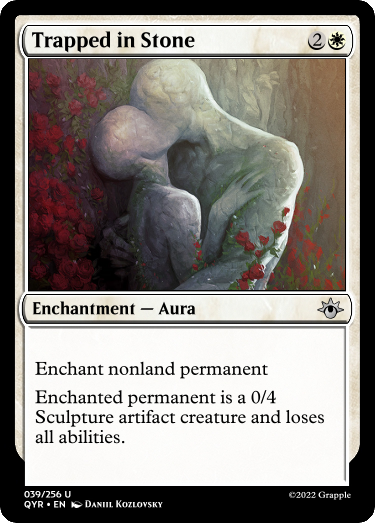 Trapped in Stone 2
Enchantment — Aura
Enchant nonland permanent
Enchanted permanent is a 0/4
Sculpture artifact creature and loses
all abilities.
039/256 U
QYR • EN Daniil Kozlovsky
©2022 Grapple